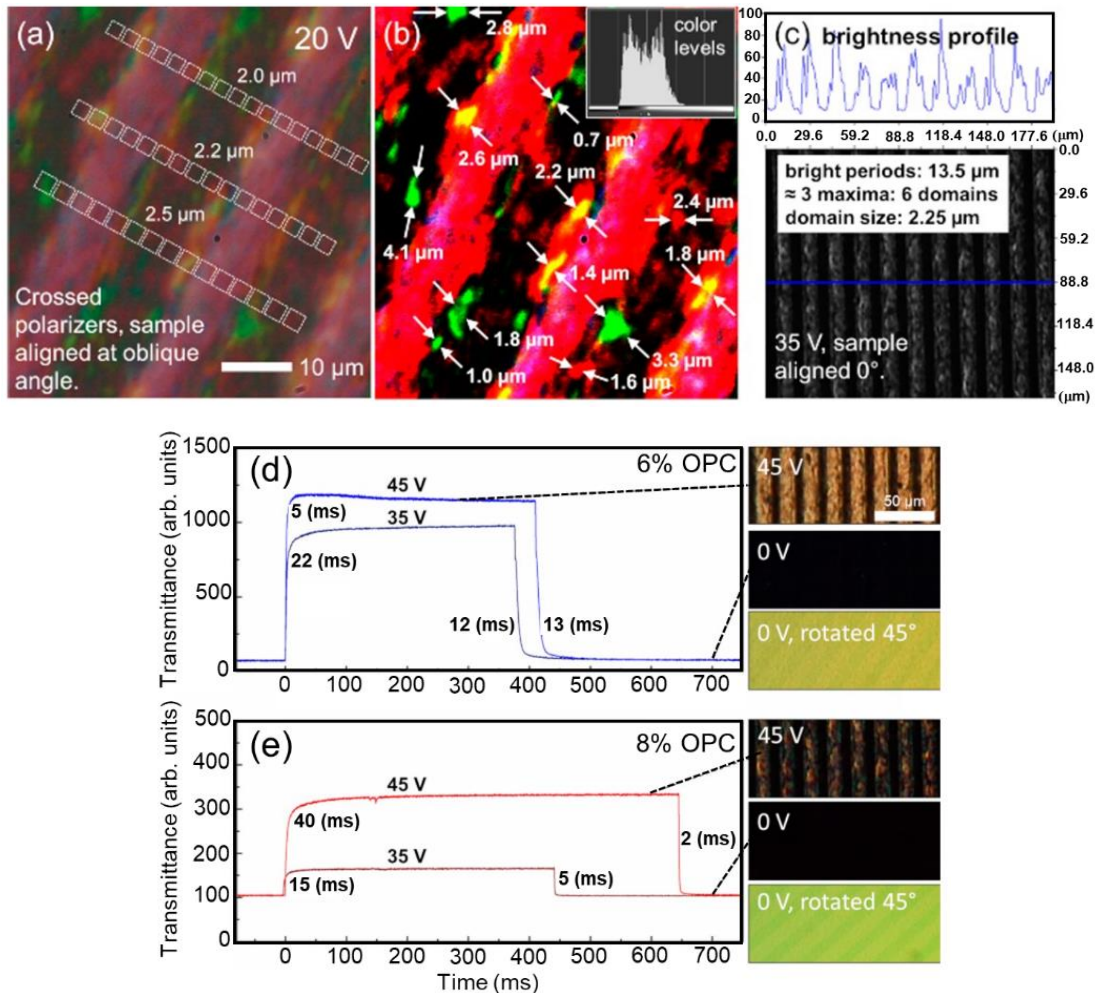 (a)
20 V
2.0 µm
2.2 µm
2.5 µm
Crossed
polarizers, sample
aligned at oblique
angle.
10 µm
(b)
2.8 µm
color
levels
0.7 µm
2.6 µm
2.2 µm
2.4 µm
4.1 µm
1.8 µm
1.4 µm
1.8 µm
3.3 µm
1.0 µm
1.6 µm
(c) brightness profile
100
80
60
40
20
0
0.0 29.6 59.2 88.8 118.4 148.0 177.6 (µm)
0.0
29.6
59.2
88.8
118.4
148.0
(µm)
bright periods: 13.5 µm
≈ 3 maxima: 6 domains
domain size: 2.25 µm
35 V, sample
aligned 0°.
(d)
6% OPC
Transmittance (arb. units)
1500
1000
500
0
45 V
5 (ms)
35 V
22 (ms)
12 (ms)
13 (ms)
0 100 200 300 400 500 600 700
45 V
50 µm
0 V
0 V, rotated 45°
(e)
8% OPC
Transmittance (arb. units)
500
400
300
200
100
0
45 V
40 (ms)
35 V
15 (ms)
5 (ms)
2 (ms)
0 100 200 300 400 500 600 700
Time (ms)
45 V
0 V
0 V, rotated 45°